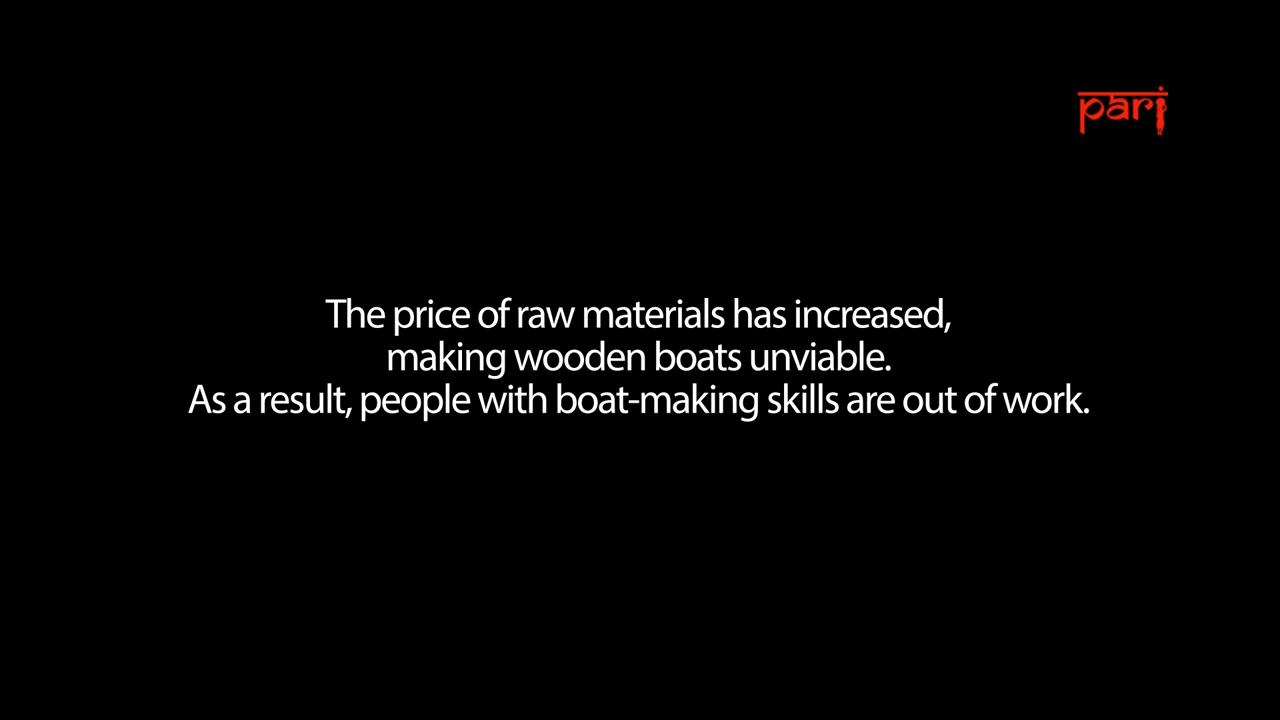 pari
The price of raw materials has increased,
making wooden boats unviable.
As a result, people with boat-making skills are out of work.